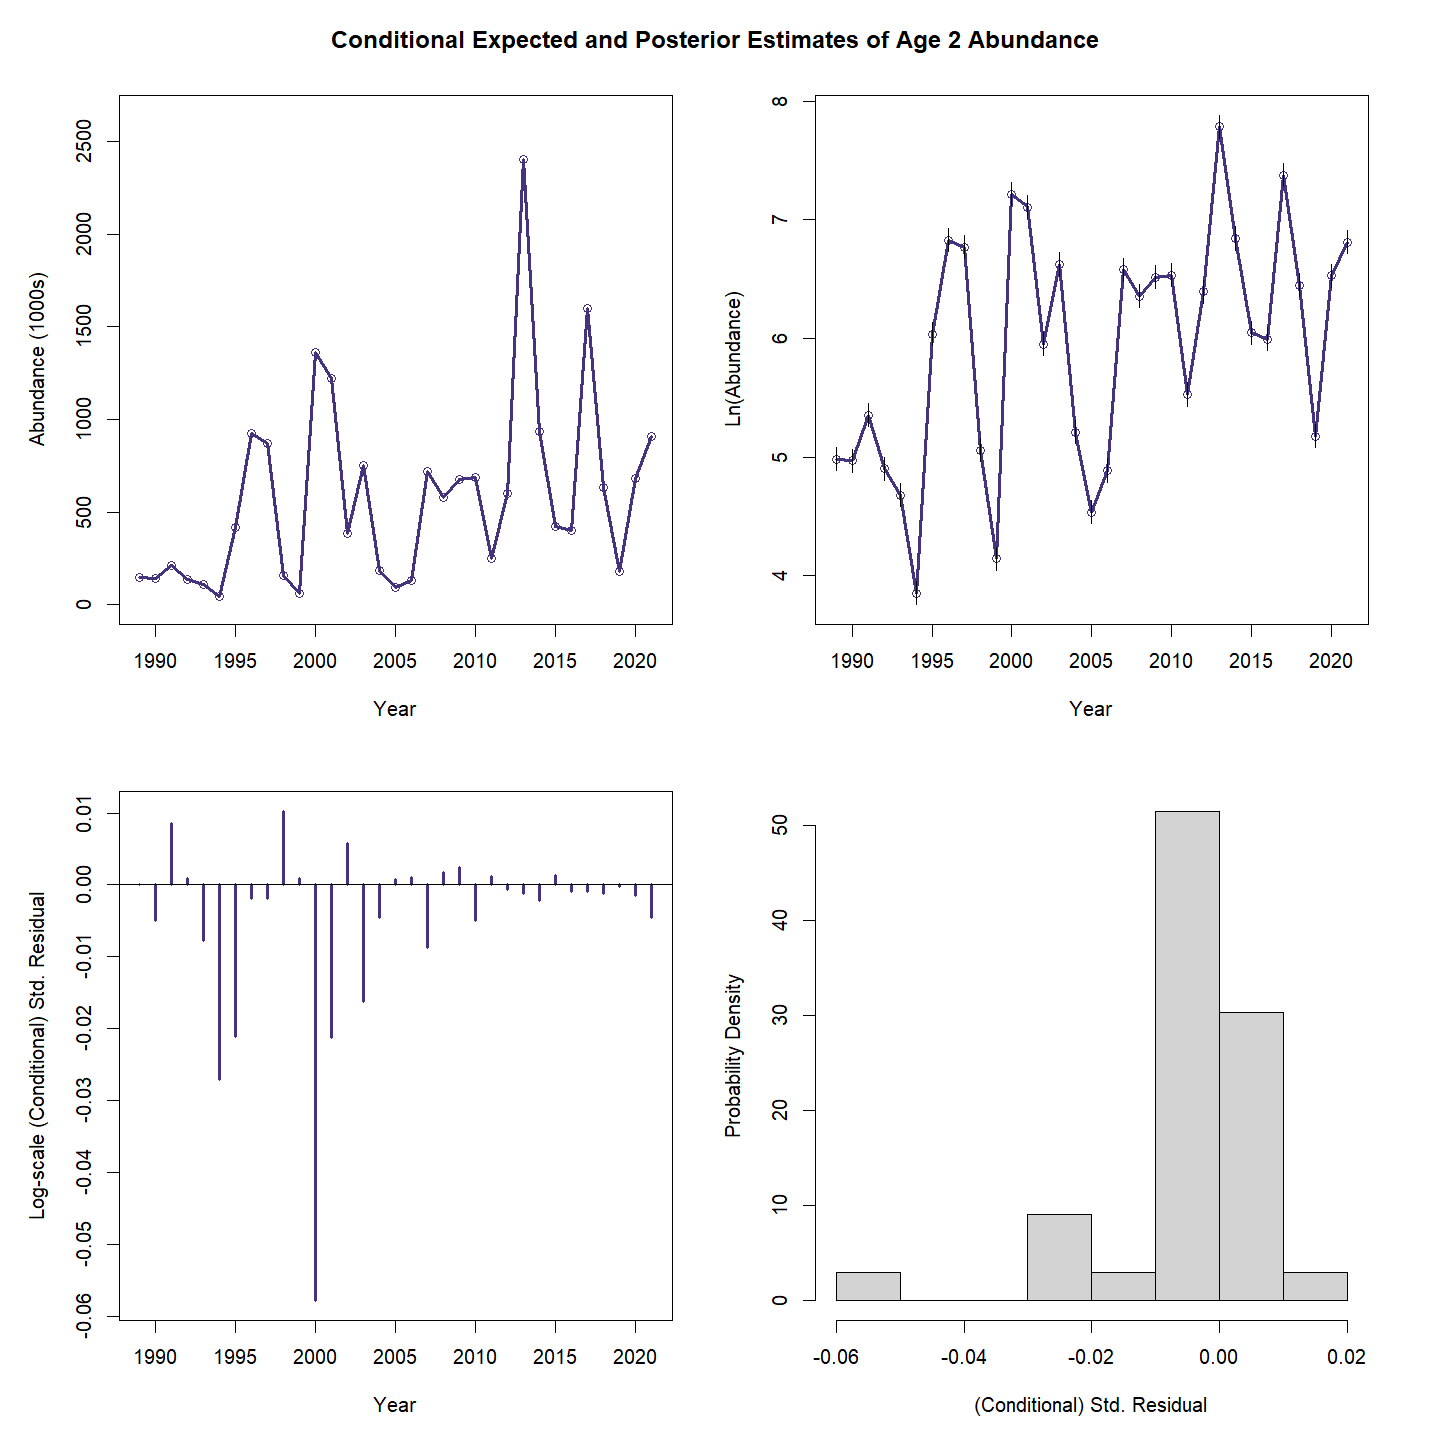 Conditional Expected and Posterior Estimates of Age 2 Abundance
Abundance (1000s)
2500
2000
1500
1000
500
0
1990 1995 2000 2005 2010 2015 2020
Year
Ln(Abundance)
8
7
6
5
4
1990 1995 2000 2005 2010 2015 2020
Year
Log-scale (Conditional) Std. Residual
0.01
0.00
-0.01
-0.02
-0.03
-0.04
-0.05
-0.06
1990 1995 2000 2005 2010 2015 2020
Year
Probability Density
50
40
30
20
10
0
-0.06 -0.04 -0.02 0.00 0.02
(Conditional) Std. Residual